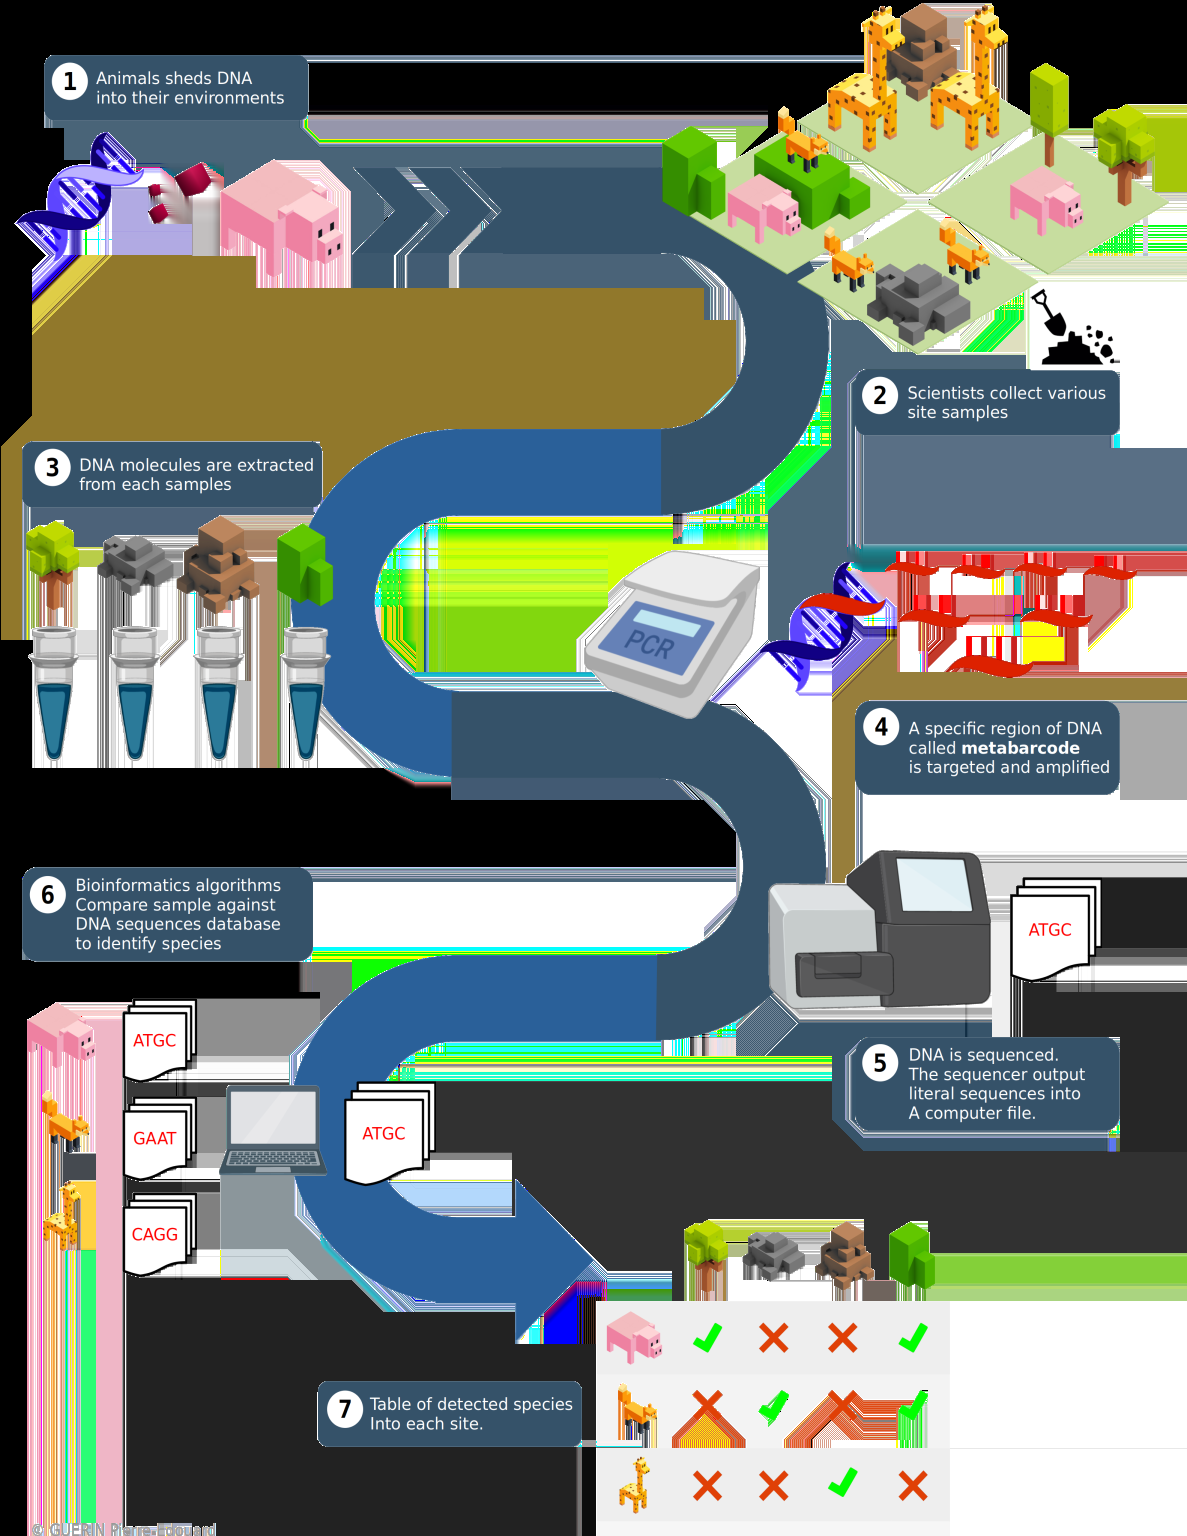 1
Animals sheds DNA
into their environments
2
Scientists collect various
site samples
3
DNA molecules are extracted
from each samples
PCR
4
A specific region of DNA
called metabarcode
is targeted and amplified
6
Bioinformatics algorithms
Compare sample against
DNA sequences database
to identify species
ATGC
5
DNA is sequenced.
The sequencer output
literal sequences into
A computer file.
ATGC
GAAT
CAGG
ATGC
7
Table of detected species
Into each site.
© GUERIN Pierre-Edouard